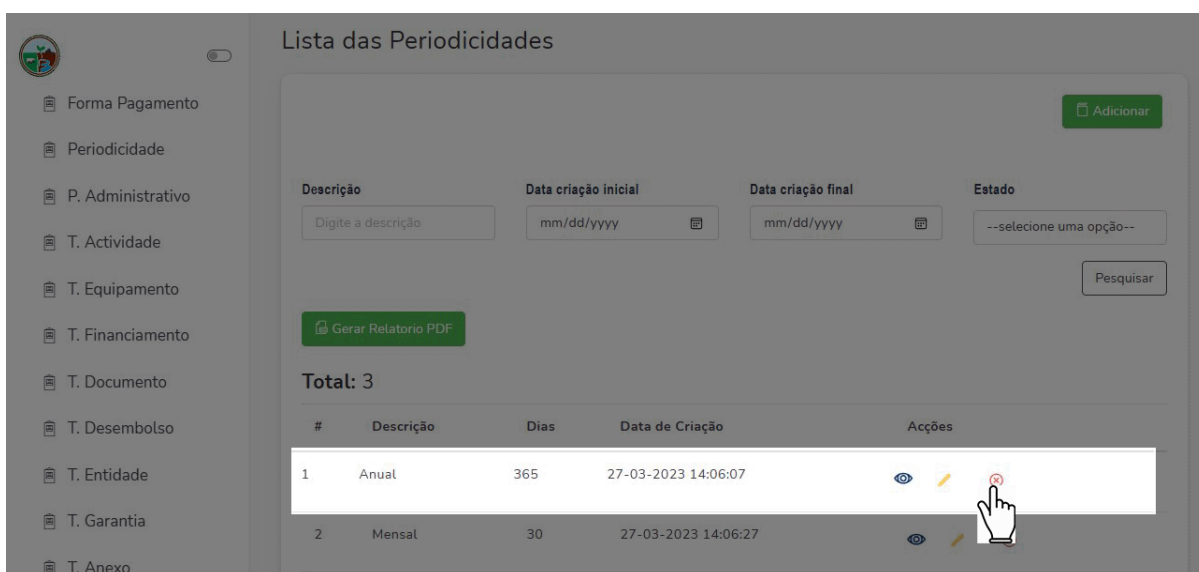 Lista das Periodicidades
Forma Pagamento
Periodicidade
P. Administrativo
T. Actividade
T. Equipamento
T. Financiamento
T. Documento
T. Desembolso
T. Entidade
T. Garantia
T. Anexo
Adicionar
Descrição Data criação inicial Data criação final Estado
Digite a descrição mm/dd/yyyy mm/dd/yyyy --selecione uma opção--
Pesquisar
Gerar Relatorio PDF
Total: 3
# Descrição Dias Data de Criação Acções
1 Anual 365 27-03-2023 14:06:07
2 Mensal 30 27-03-2023 14:06:27